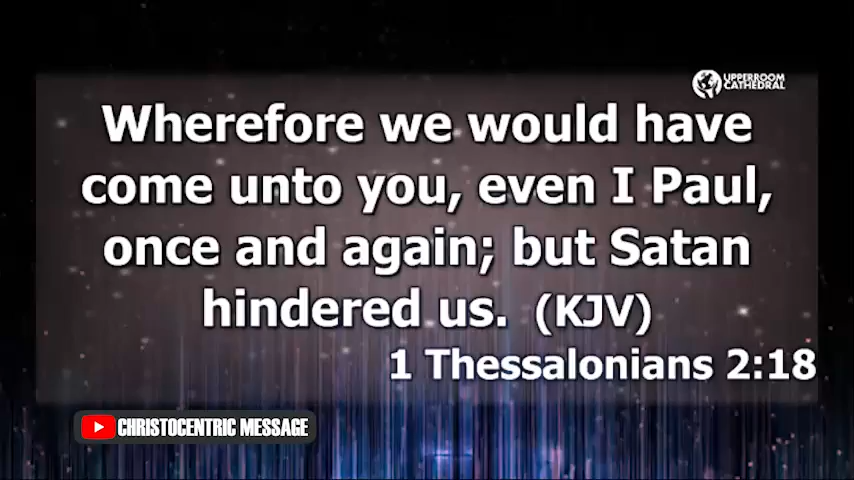 UPPERROOM
CATHEDRAL
Wherefore we would have
come unto you, even I Paul,
once and again; but Satan
hindered us. (KJV)
1 Thessalonians 2:18
CHRISTOCENTRIC MESSAGE